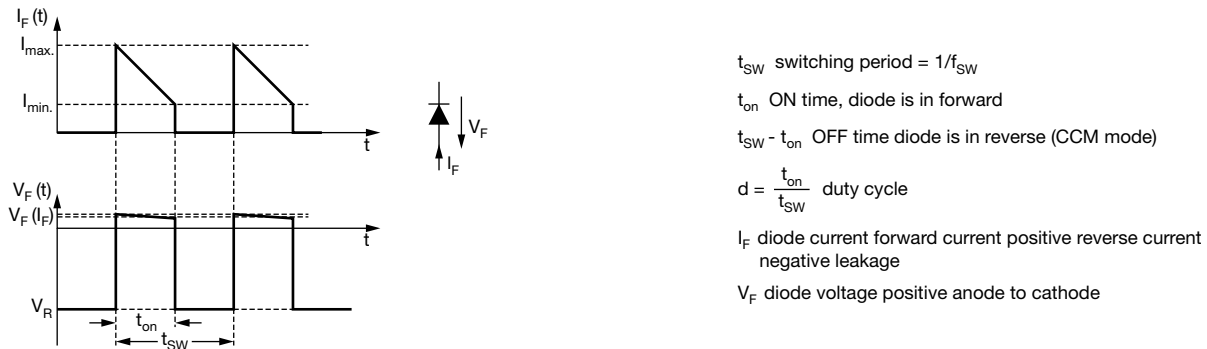 I_F (t)
I_max.
I_min.
t
V_F
I_F
V_F (t)
V_F (I_F)
t
V_R
t_on
t_SW
t_SW switching period = 1/f_SW
t_on ON time, diode is in forward
t_SW - t_on OFF time diode is in reverse (CCM mode)
d = t_on / t_SW duty cycle
I_F diode current forward current positive reverse current
negative leakage
V_F diode voltage positive anode to cathode